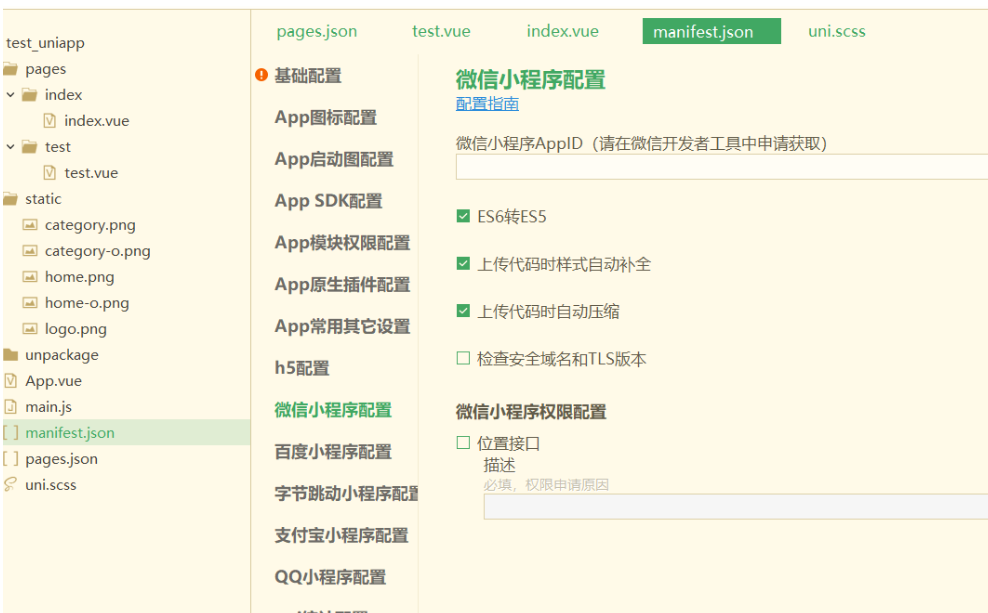 pages.json test.vue index.vue manifest.json uni.scss
test_uniapp
pages
index
index.vue
test
test.vue
static
category.png
category-o.png
home.png
home-o.png
logo.png
unpackage
App.vue
main.js
manifest.json
pages.json
uni.scss
基础配置
App图标配置
App启动图配置
App SDK配置
App模块权限配置
App原生插件配置
App常用其它设置
h5配置
微信小程序配置
百度小程序配置
字节跳动小程序配置
支付宝小程序配置
QQ小程序配置
微信小程序配置
配置指南
微信小程序AppID（请在微信开发者工具中申请获取）
ES6转ES5
上传代码时样式自动补全
上传代码时自动压缩
检查安全域名和TLS版本
微信小程序权限配置
位置接口
描述
必填，权限申请原因